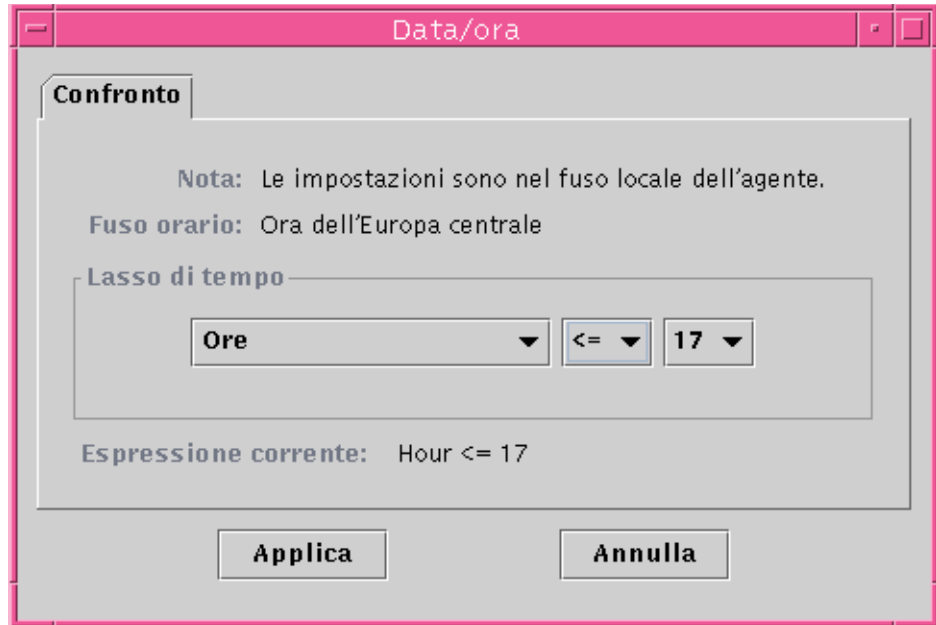 Data/ora
Confronto
Nota: Le impostazioni sono nel fuso locale dell'agente.
Fuso orario: Ora dell'Europa centrale
Lasso di tempo
Ore <= 17
Espressione corrente: Hour <= 17
Applica Annulla